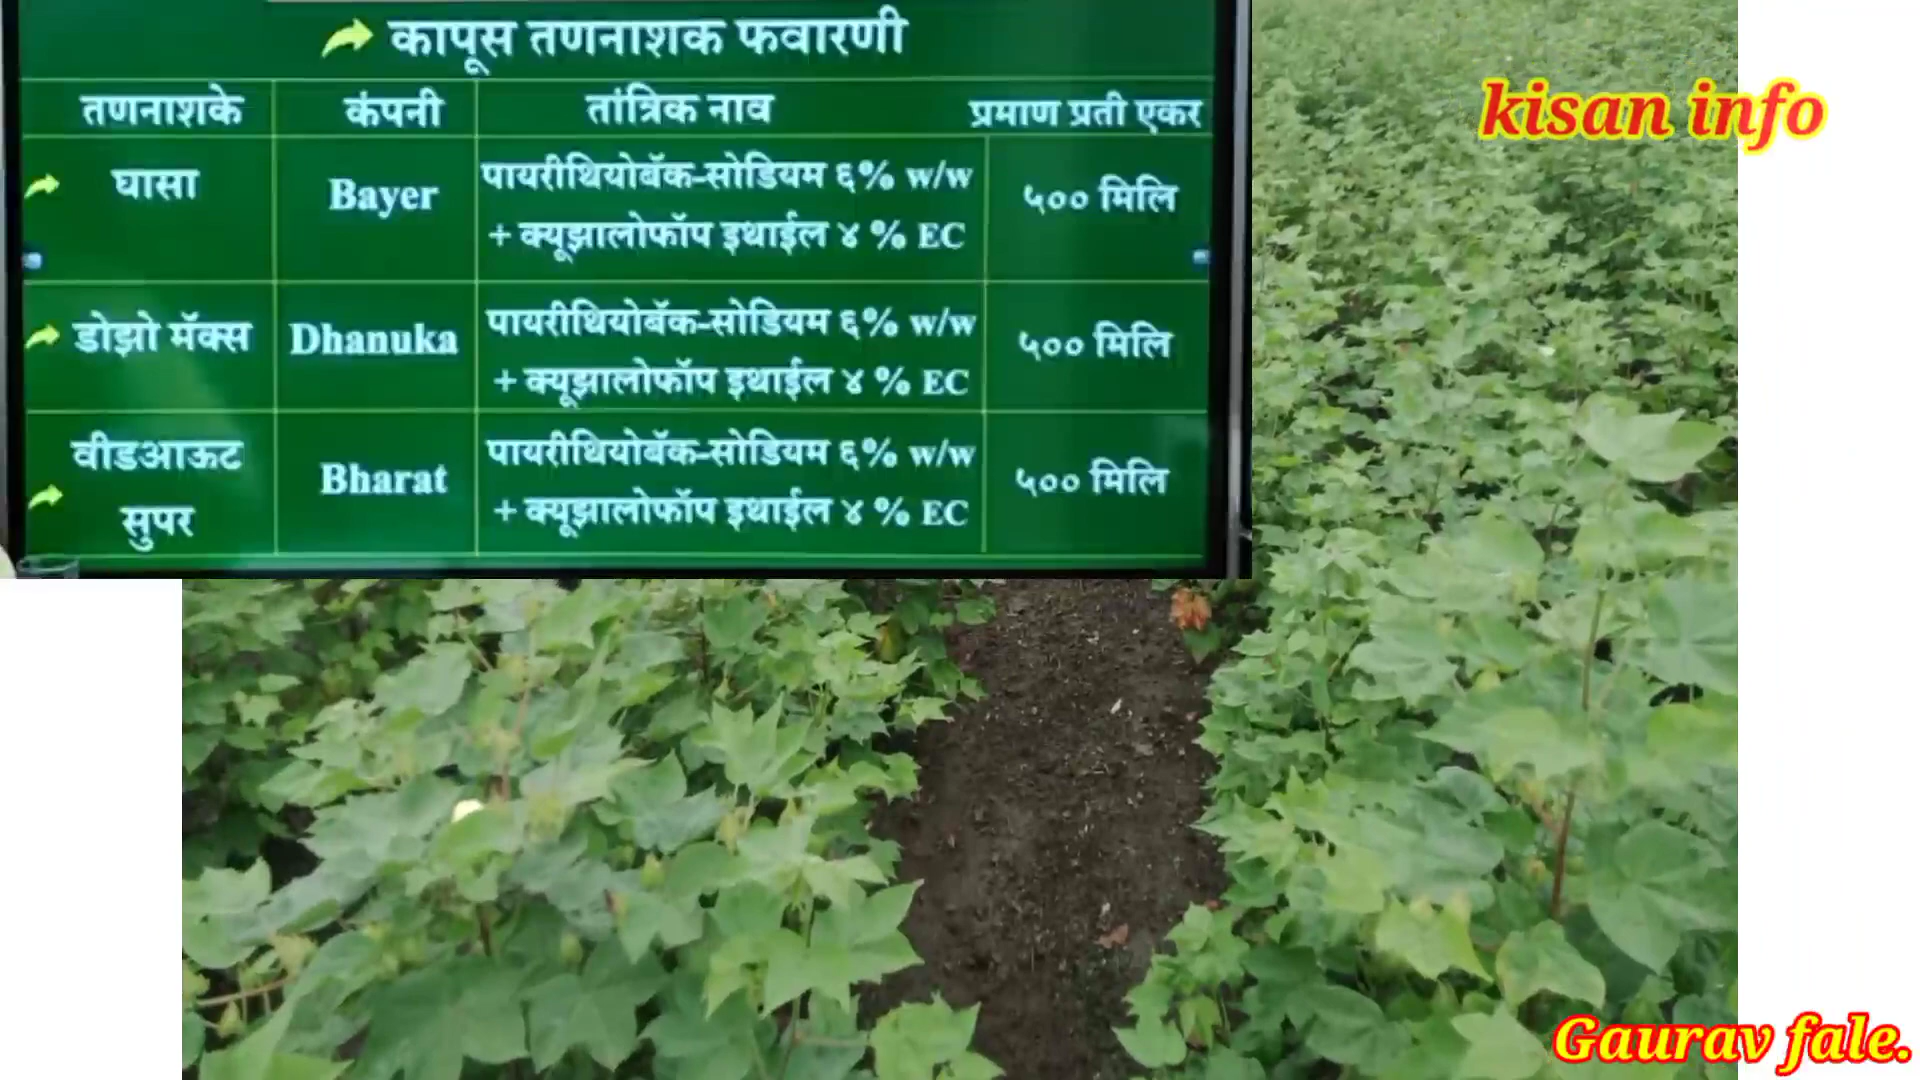 कापूस तणनाशक फवारणी
तणनाशके कंपनी तांत्रिक नाव प्रमाण प्रती एकर
घासा Bayer पायरीथियोबॅक-सोडियम ६% w/w
+ क्यूझालोफॉप इथाईल ४ % EC ५०० मिलि
डोझो मॅक्स Dhanuka पायरीथियोबॅक-सोडियम ६% w/w
+ क्यूझालोफॉप इथाईल ४ % EC ५०० मिलि
वीडआऊट
सुपर Bharat पायरीथियोबॅक-सोडियम ६% w/w
+ क्यूझालोफॉप इथाईल ४ % EC ५०० मिलि
kisan info
Gaurav fale.